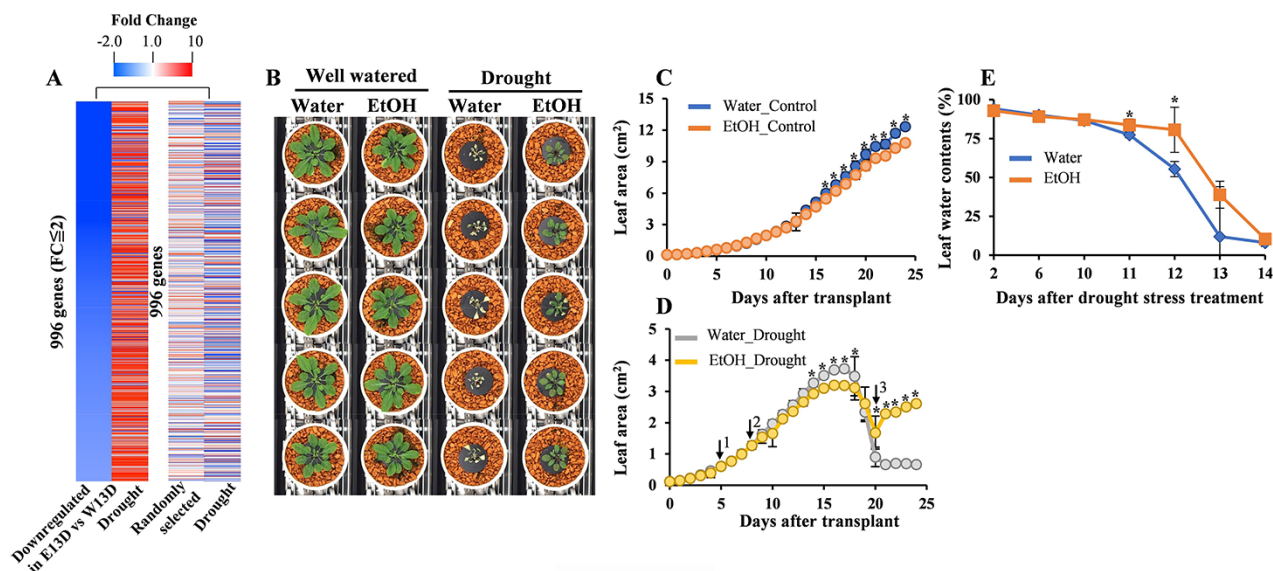 Fold Change
-2.0 1.0 10
A
996 genes (FC≦2)
996 genes
Downregulated
in E13D vs W13D
Drought
Randomly
selected
Drought
B
Well watered Drought
Water EtOH Water EtOH
C
Leaf area (cm²)
15
12
9
6
3
0
Water_Control
EtOH_Control
* * * * * * * * *
0 5 10 15 20 25
Days after transplant
D
Leaf area (cm²)
5
4
3
2
1
0
Water_Drought
EtOH_Drought
* * * * *
1
2
3
* * * * *
0 5 10 15 20 25
Days after transplant
E
Leaf water contents (%)
100
75
50
25
0
* *
Water
EtOH
2 6 10 11 12 13 14
Days after drought stress treatment